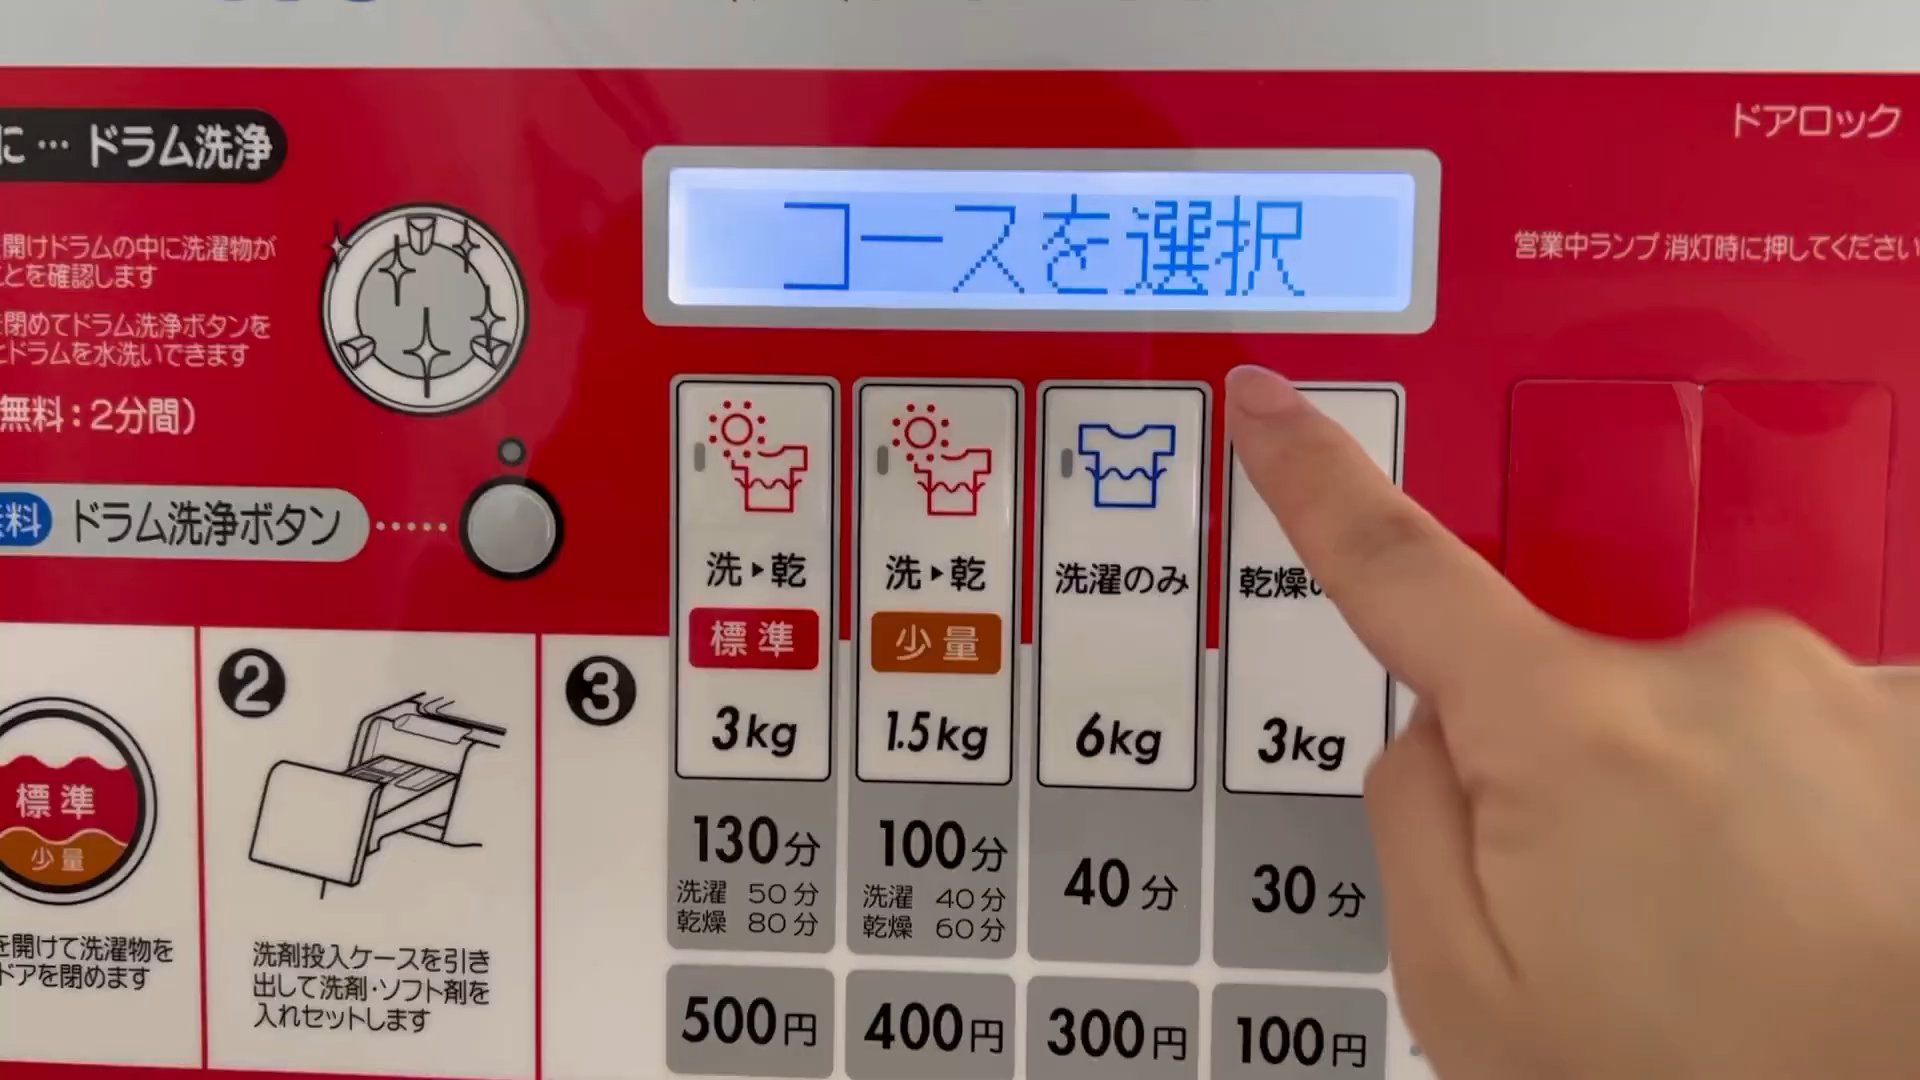 に … ドラム洗浄
開けドラムの中に洗濯物が
とを確認します
閉めてドラム洗浄ボタンを
とドラムを水洗いできます
無料：2分間）
料 ドラム洗浄ボタン
コースを選択
ドアロック
営業中ランプ 消灯時に押してください
洗▶乾
標準
3kg
130分
洗濯 50分
乾燥 80分
500円
洗▶乾
少量
1.5kg
100分
洗濯 40分
乾燥 60分
400円
洗濯のみ
6kg
40分
300円
乾燥
3kg
30分
100円
標準
少量
を開けて洗濯物を
ドアを閉めます
2
洗剤投入ケースを引き
出して洗剤・ソフト剤を
入れセットします
3